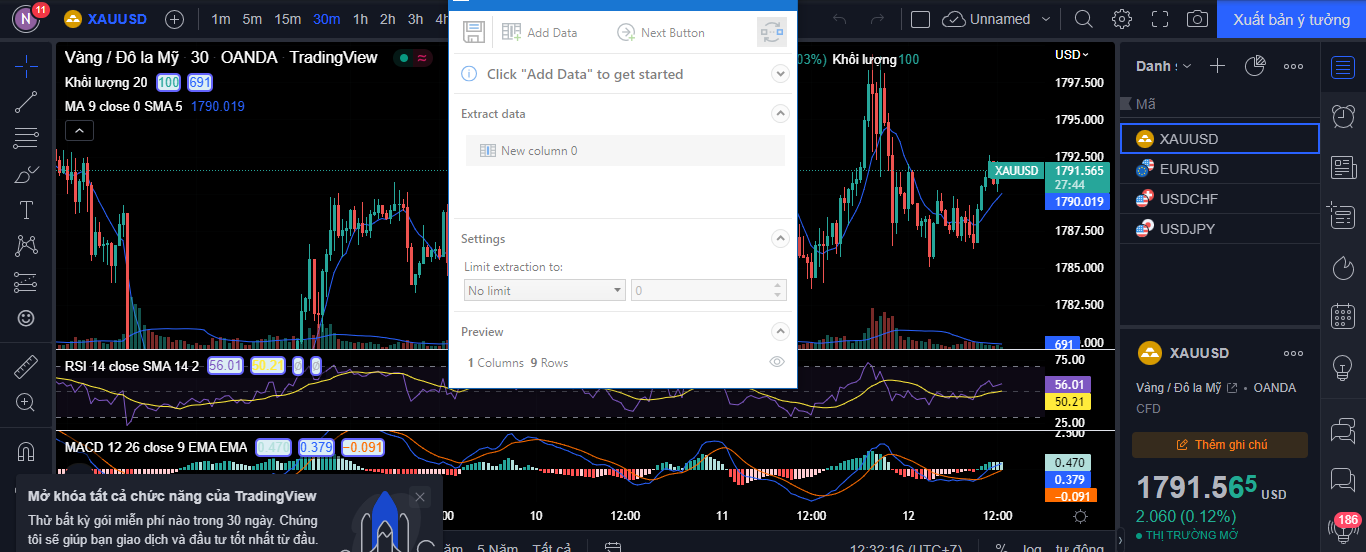 N 11 XAUUSD 1m 5m 15m 30m 1h 2h 3h 4h Unnamed Xuất bản ý tưởng
Add Data Next Button
Click "Add Data" to get started
Extract data
New column 0
Settings
Limit extraction to:
No limit 0
Preview
1 Columns 9 Rows
Vàng / Đô la Mỹ 30 OANDA TradingView
Khối lượng 20 100 691
MA 9 close 0 SMA 5 1790.019
03%) Khối lượng 100
USD
1797.500
1795.000
1792.500
XAUUSD 1791.565
27:44
1790.019
1787.500
1785.000
1782.500
691 .000
RSI 14 close SMA 14 2 56.01 50.21 ∅ ∅
75.00
56.01
50.21
25.00
MACD 12 26 close 9 EMA EMA 0.470 0.379 −0.091
2.500
0.470
0.379
−0.091
:00 10 12:00 11 12:00 12 12:00
Mở khóa tất cả chức năng của TradingView
Thử bất kỳ gói miễn phí nào trong 30 ngày. Chúng
tôi sẽ giúp bạn giao dịch và đầu tư tốt nhất từ đầu.
năm 5 Năm Tất cả 12:32:16 (UTC+7) % log tự động
Danh s
Mã
XAUUSD
EURUSD
USDCHF
USDJPY
XAUUSD
Vàng / Đô la Mỹ • OANDA
CFD
Thêm ghi chú
1791.565 USD
2.060 (0.12%)
THỊ TRƯỜNG MỞ
186